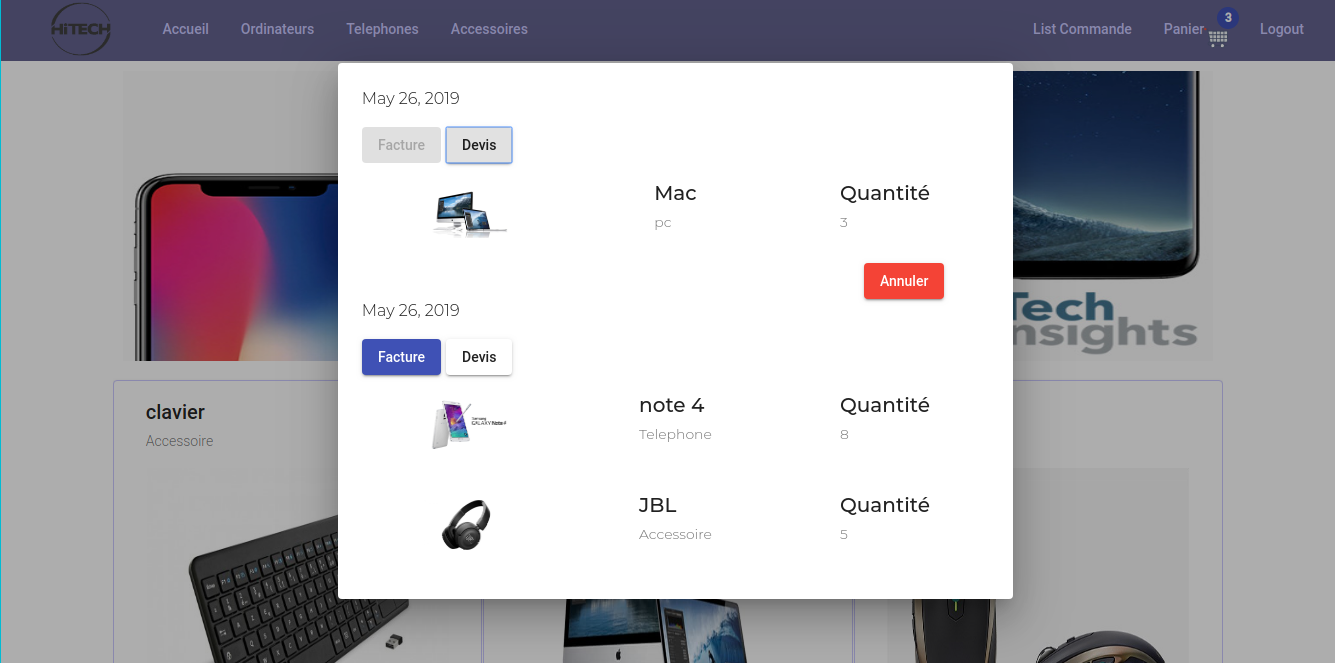 HiTECH
Accueil Ordinateurs Telephones Accessoires List Commande Panier 3 Logout
May 26, 2019
Facture Devis
Mac Quantité
pc 3
Annuler
May 26, 2019
Tech
insights
Facture Devis
note 4 Quantité
Telephone 8
clavier
Accessoire
JBL Quantité
Accessoire 5